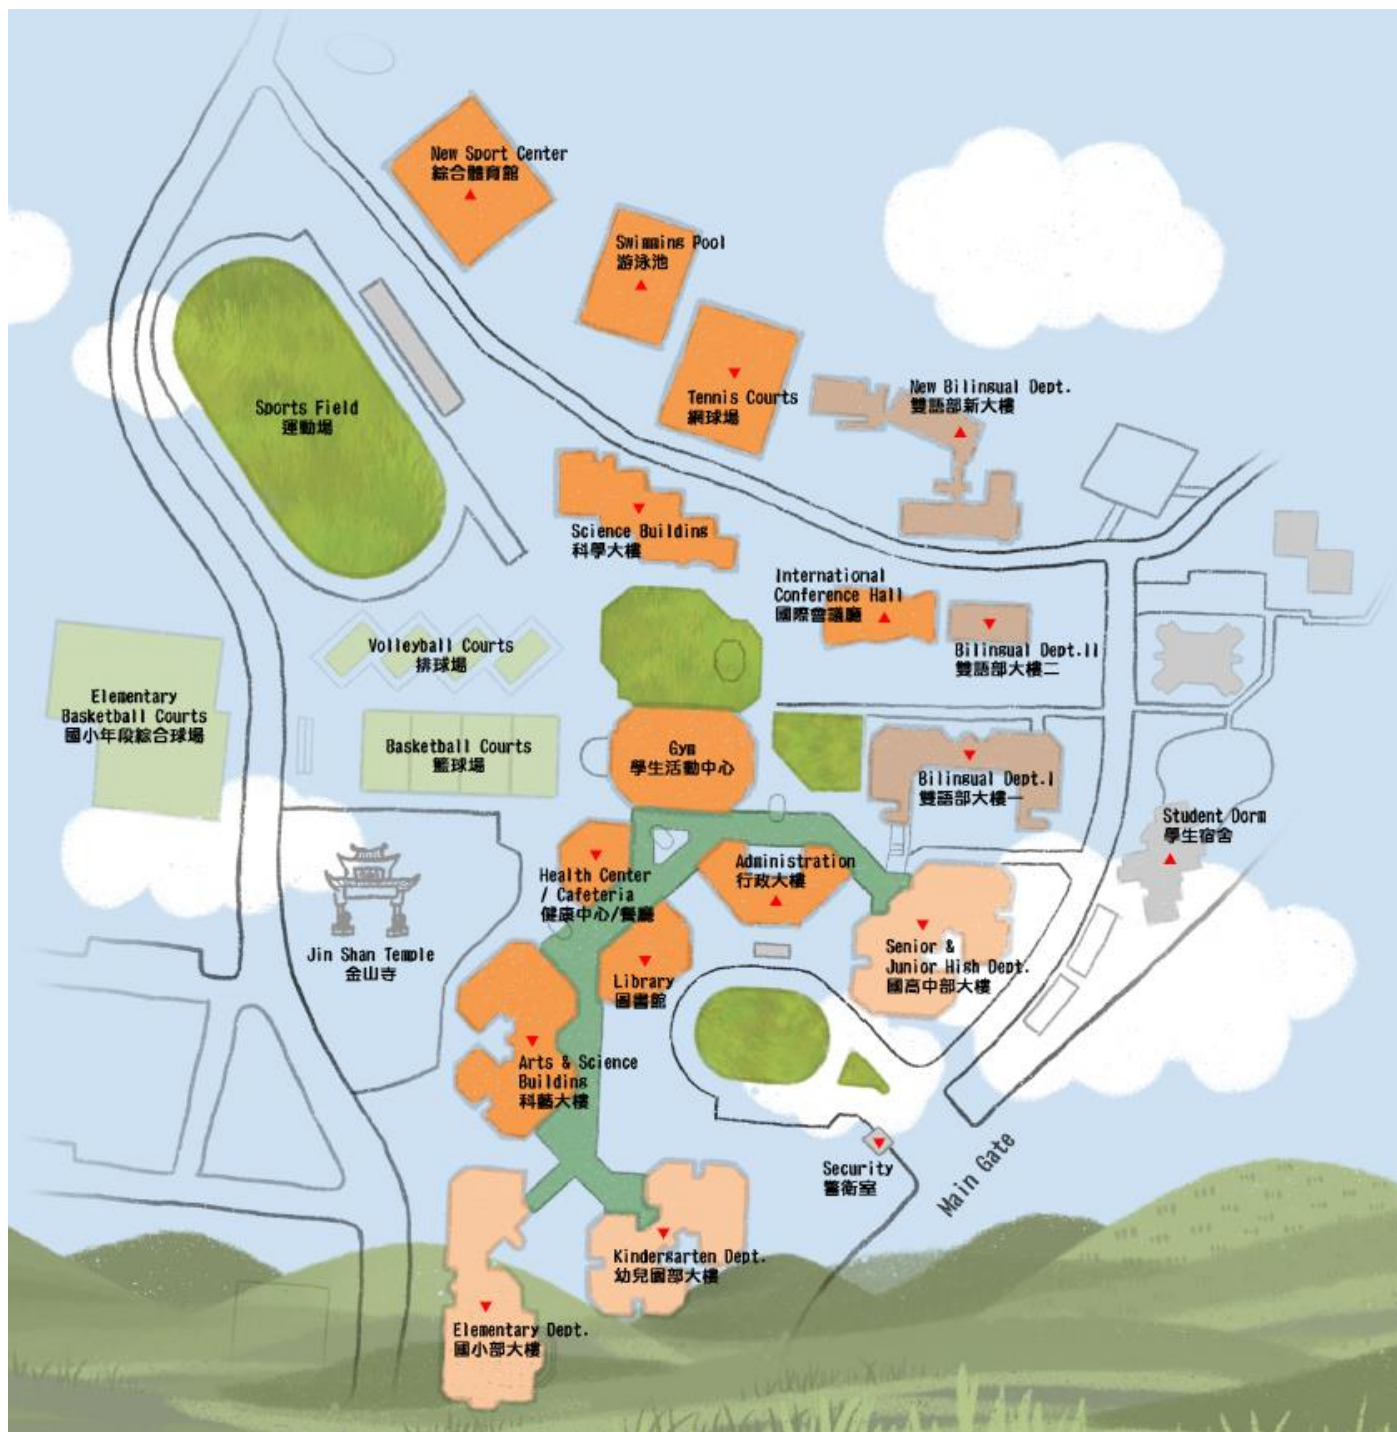 New Sport Center
綜合體育館
Swimming Pool
游泳池
Tennis Courts
網球場
New Bilingual Dept.
雙語部新大樓
Sports Field
運動場
Science Building
科學大樓
International
Conference Hall
國際會議廳
Bilingual Dept.II
雙語部大樓二
Volleyball Courts
排球場
Elementary
Basketball Courts
國小年段綜合球場
Basketball Courts
籃球場
Gym
學生活動中心
Bilingual Dept.I
雙語部大樓一
Student Dorm
學生宿舍
Health Center
/ Cafeteria
健康中心/餐廳
Administration
行政大樓
Jin Shan Temple
金山寺
Library
圖書館
Senior &
Junior High Dept.
國高中部大樓
Arts & Science
Building
科藝大樓
Security
警衛室
Main Gate
Kindergarten Dept.
幼兒園部大樓
Elementary Dept.
國小部大樓